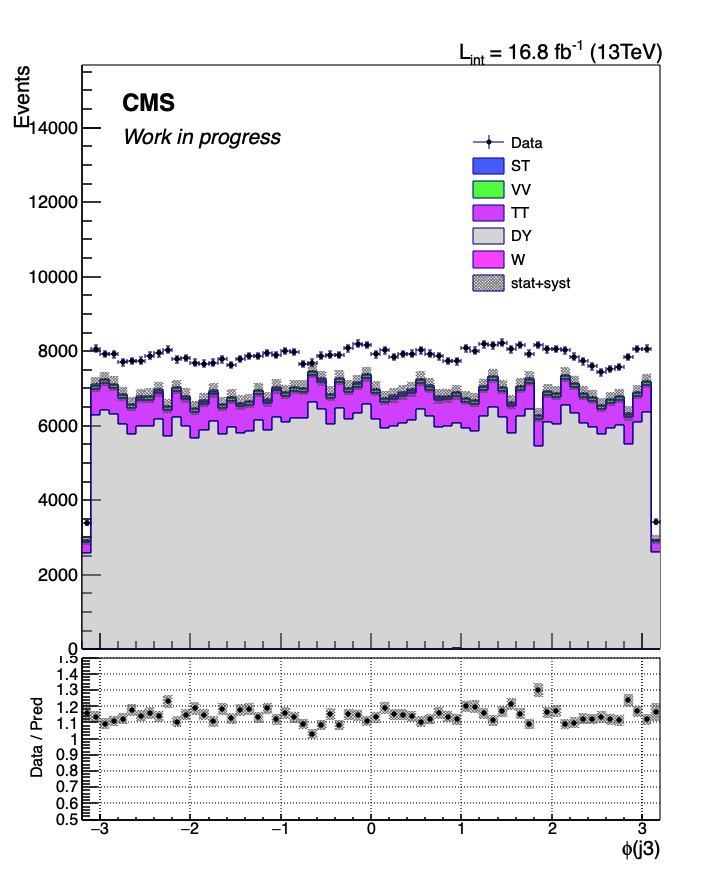 L_int = 16.8 fb^-1 (13TeV)
Events
CMS
Work in progress
14000
12000
10000
8000
6000
4000
2000
0
Data
ST
VV
TT
DY
W
stat+syst
Data / Pred
1.5
1.4
1.3
1.2
1.1
1
0.9
0.8
0.7
0.6
0.5
−3 −2 −1 0 1 2 3
ϕ(j3)